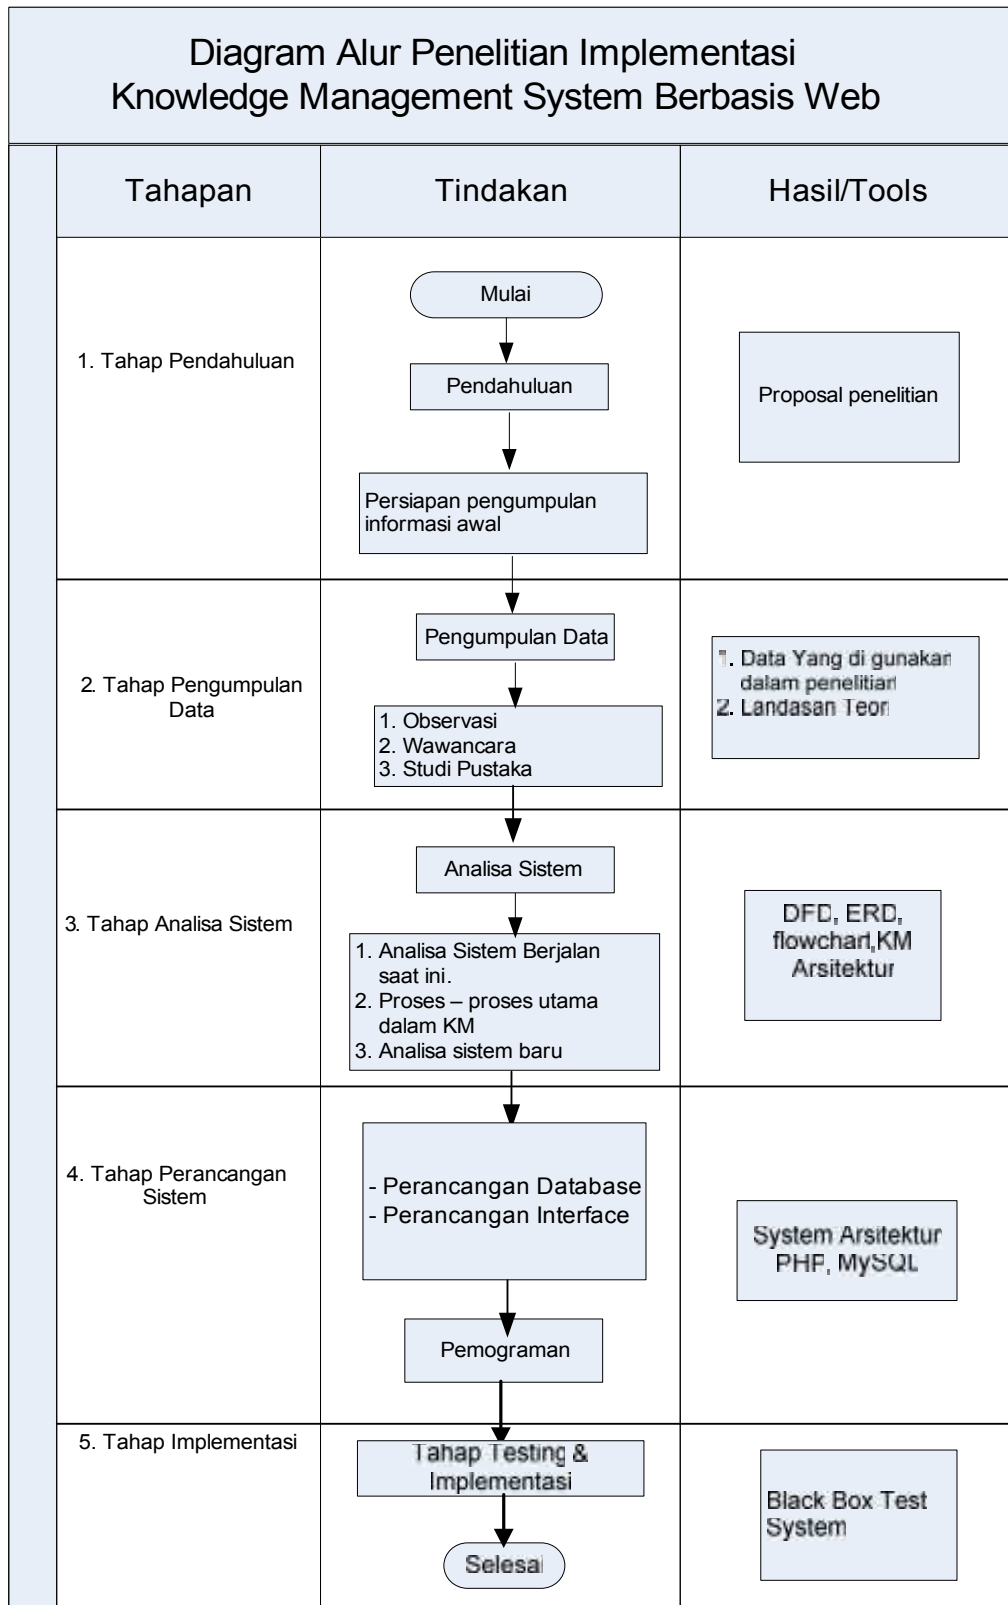 Diagram Alur Penelitian Implementasi
Knowledge Management System Berbasis Web
Tahapan
Tindakan
Hasil/Tools
1. Tahap Pendahuluan
Mulai
Pendahuluan
Persiapan pengumpulan
informasi awal
Proposal penelitian
2. Tahap Pengumpulan
Data
Pengumpulan Data
1. Observasi
2. Wawancara
3. Studi Pustaka
1. Data Yang di gunakan
dalam penelitian
2. Landasan Teori
3. Tahap Analisa Sistem
Analisa Sistem
1. Analisa Sistem Berjalan
saat ini.
2. Proses – proses utama
dalam KM
3. Analisa sistem baru
DFD, ERD,
flowchart,KM
Arsitektur
4. Tahap Perancangan
Sistem
- Perancangan Database
- Perancangan Interface
Pemograman
System Arsitektur
PHP, MySQL
5. Tahap Implementasi
Tahap Testing &
Implementasi
Selesai
Black Box Test
System